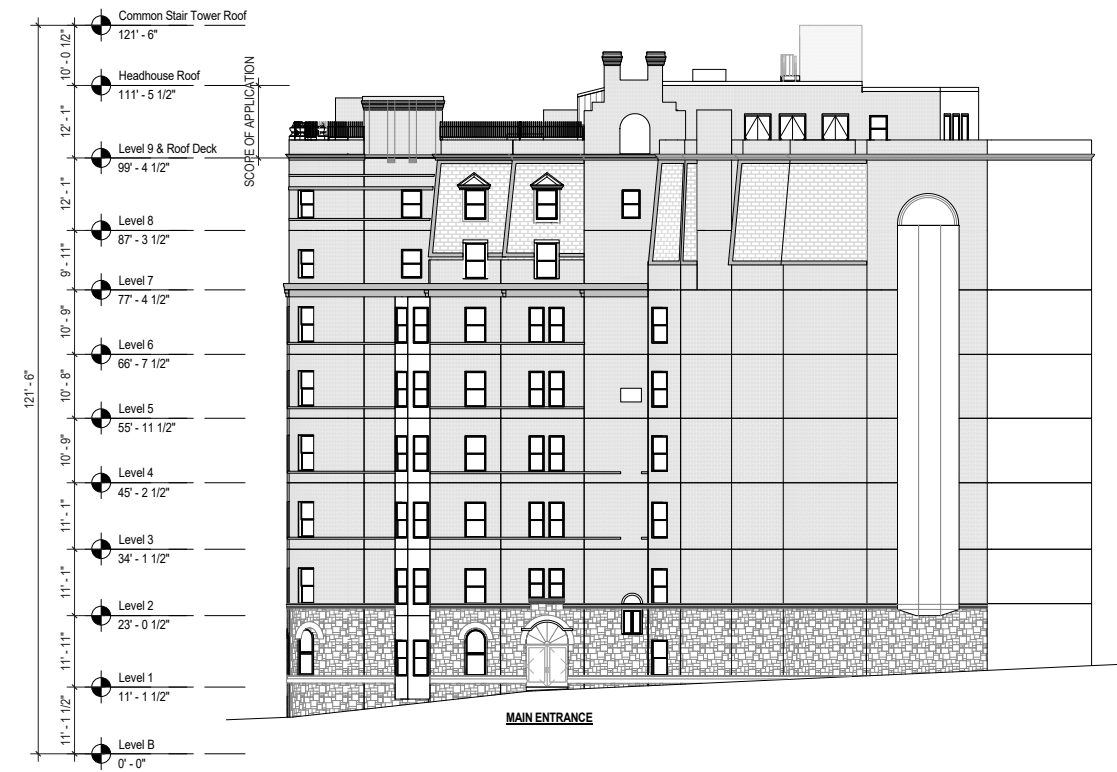 Common Stair Tower Roof
121' - 6"
10' - 0 1/2"
Headhouse Roof
111' - 5 1/2"
SCOPE OF APPLICATION
12' - 1"
Level 9 & Roof Deck
99' - 4 1/2"
12' - 1"
Level 8
87' - 3 1/2"
9' - 11"
Level 7
77' - 4 1/2"
10' - 9"
Level 6
66' - 7 1/2"
121' - 6"
10' - 8"
Level 5
55' - 11 1/2"
10' - 9"
Level 4
45' - 2 1/2"
11' - 1"
Level 3
34' - 1 1/2"
11' - 1"
Level 2
23' - 0 1/2"
11' - 11"
Level 1
11' - 1 1/2"
11' - 1 1/2"
MAIN ENTRANCE
Level B
0' - 0"